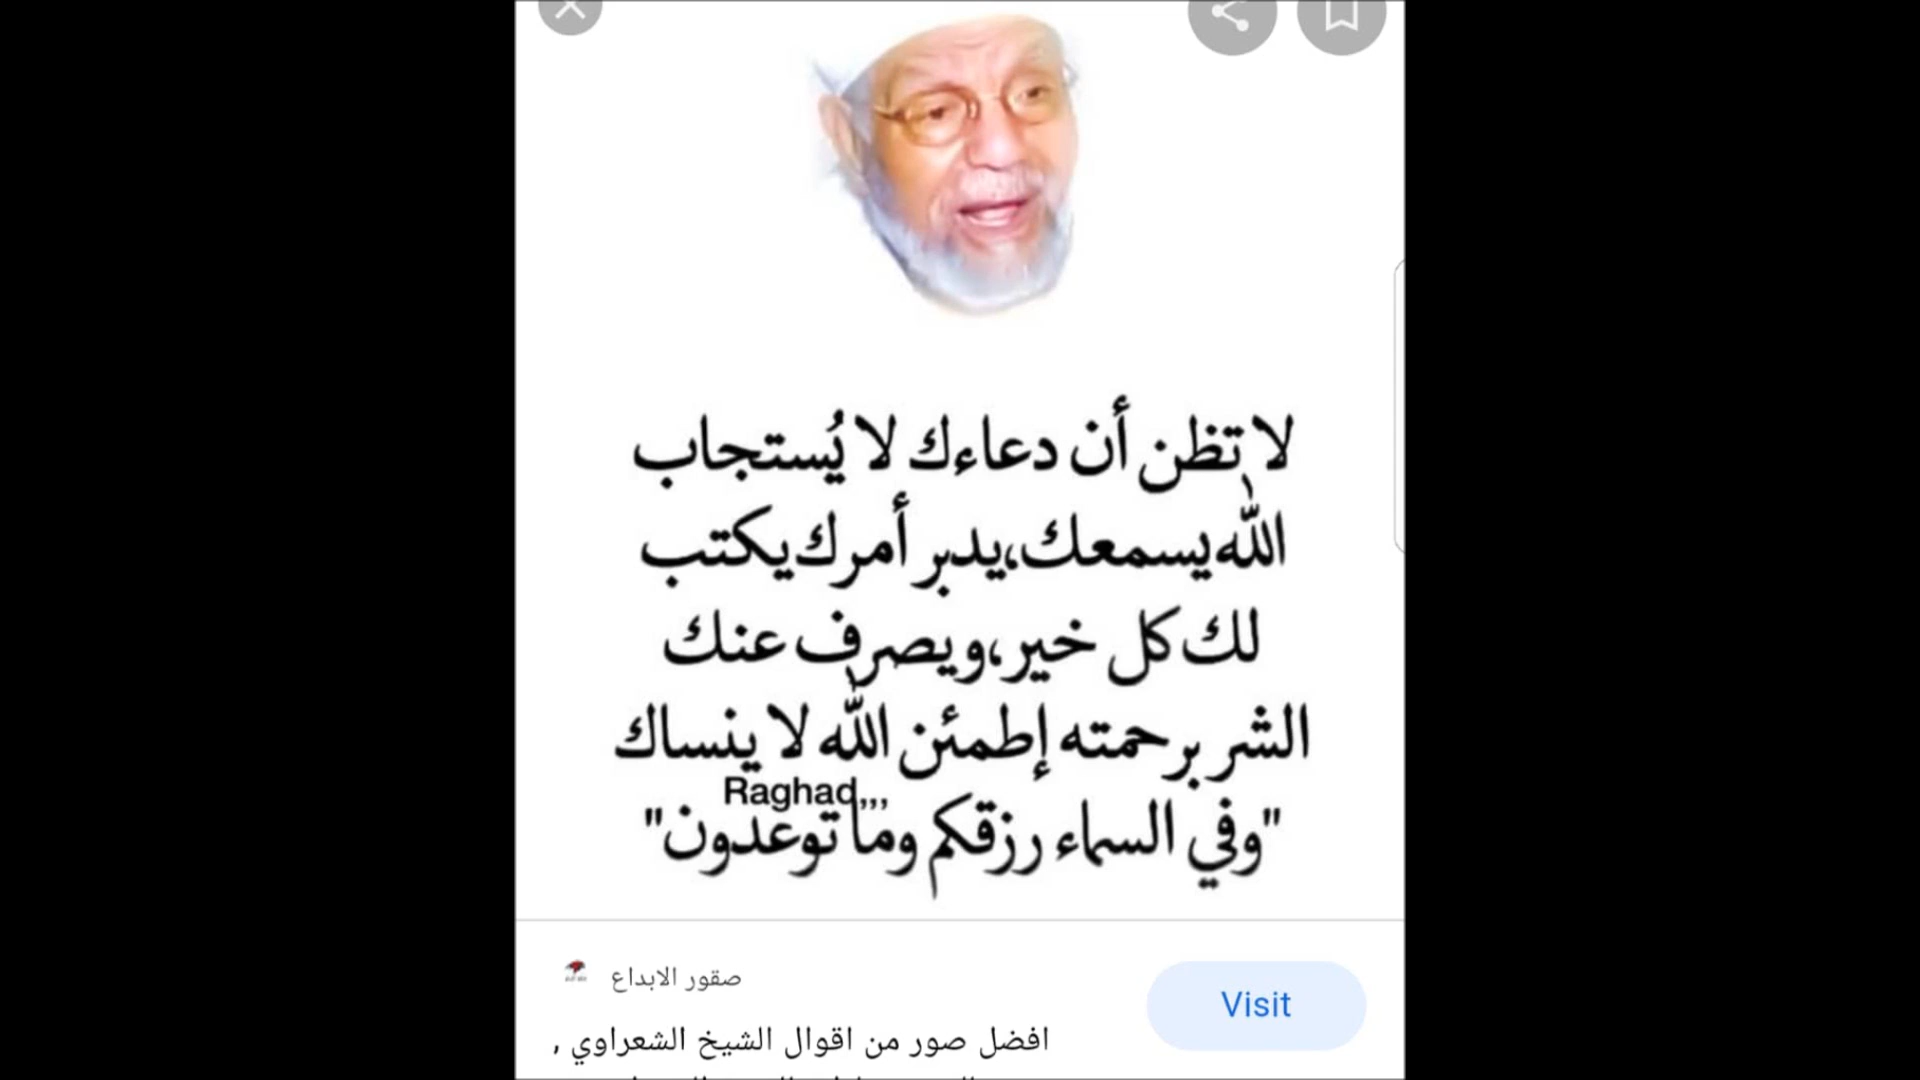 لا تظن أن دعاءك لا يُستجاب
الله يسمعك،يدبر أمرك يكتب
لك كل خير،ويصرف عنك
الشر برحمته إطمئن الله لا ينساك
Raghad,,,
"وفي السماء رزقكم وما توعدون"
صقور الابداع
Visit
افضل صور من اقوال الشيخ الشعراوي ,